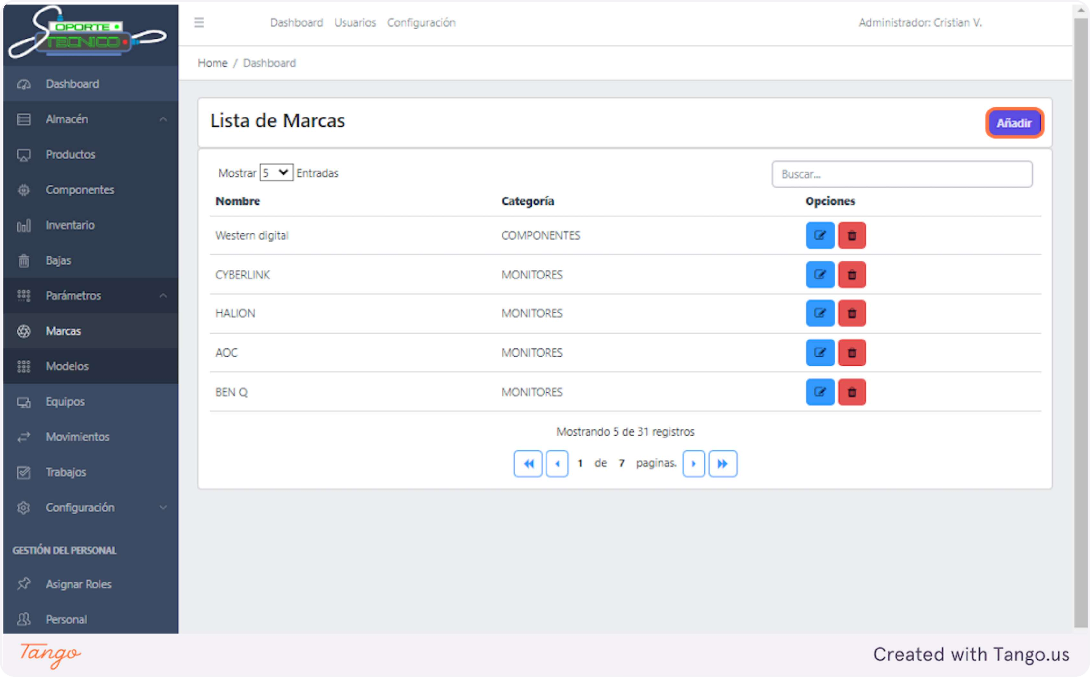 SOPORTE
TECNICO
Dashboard Usuarios Configuración
Administrador: Cristian V.
Home / Dashboard
Dashboard
Almacén
Productos
Componentes
Inventario
Bajas
Parámetros
Marcas
Modelos
Equipos
Movimientos
Trabajos
Configuración
GESTIÓN DEL PERSONAL
Asignar Roles
Personal
Lista de Marcas
Añadir
Mostrar 5 Entradas
Buscar...
Nombre Categoría Opciones
Western digital COMPONENTES
CYBERLINK MONITORES
HALION MONITORES
AOC MONITORES
BEN Q MONITORES
Mostrando 5 de 31 registros
1 de 7 paginas.
Tango
Created with Tango.us